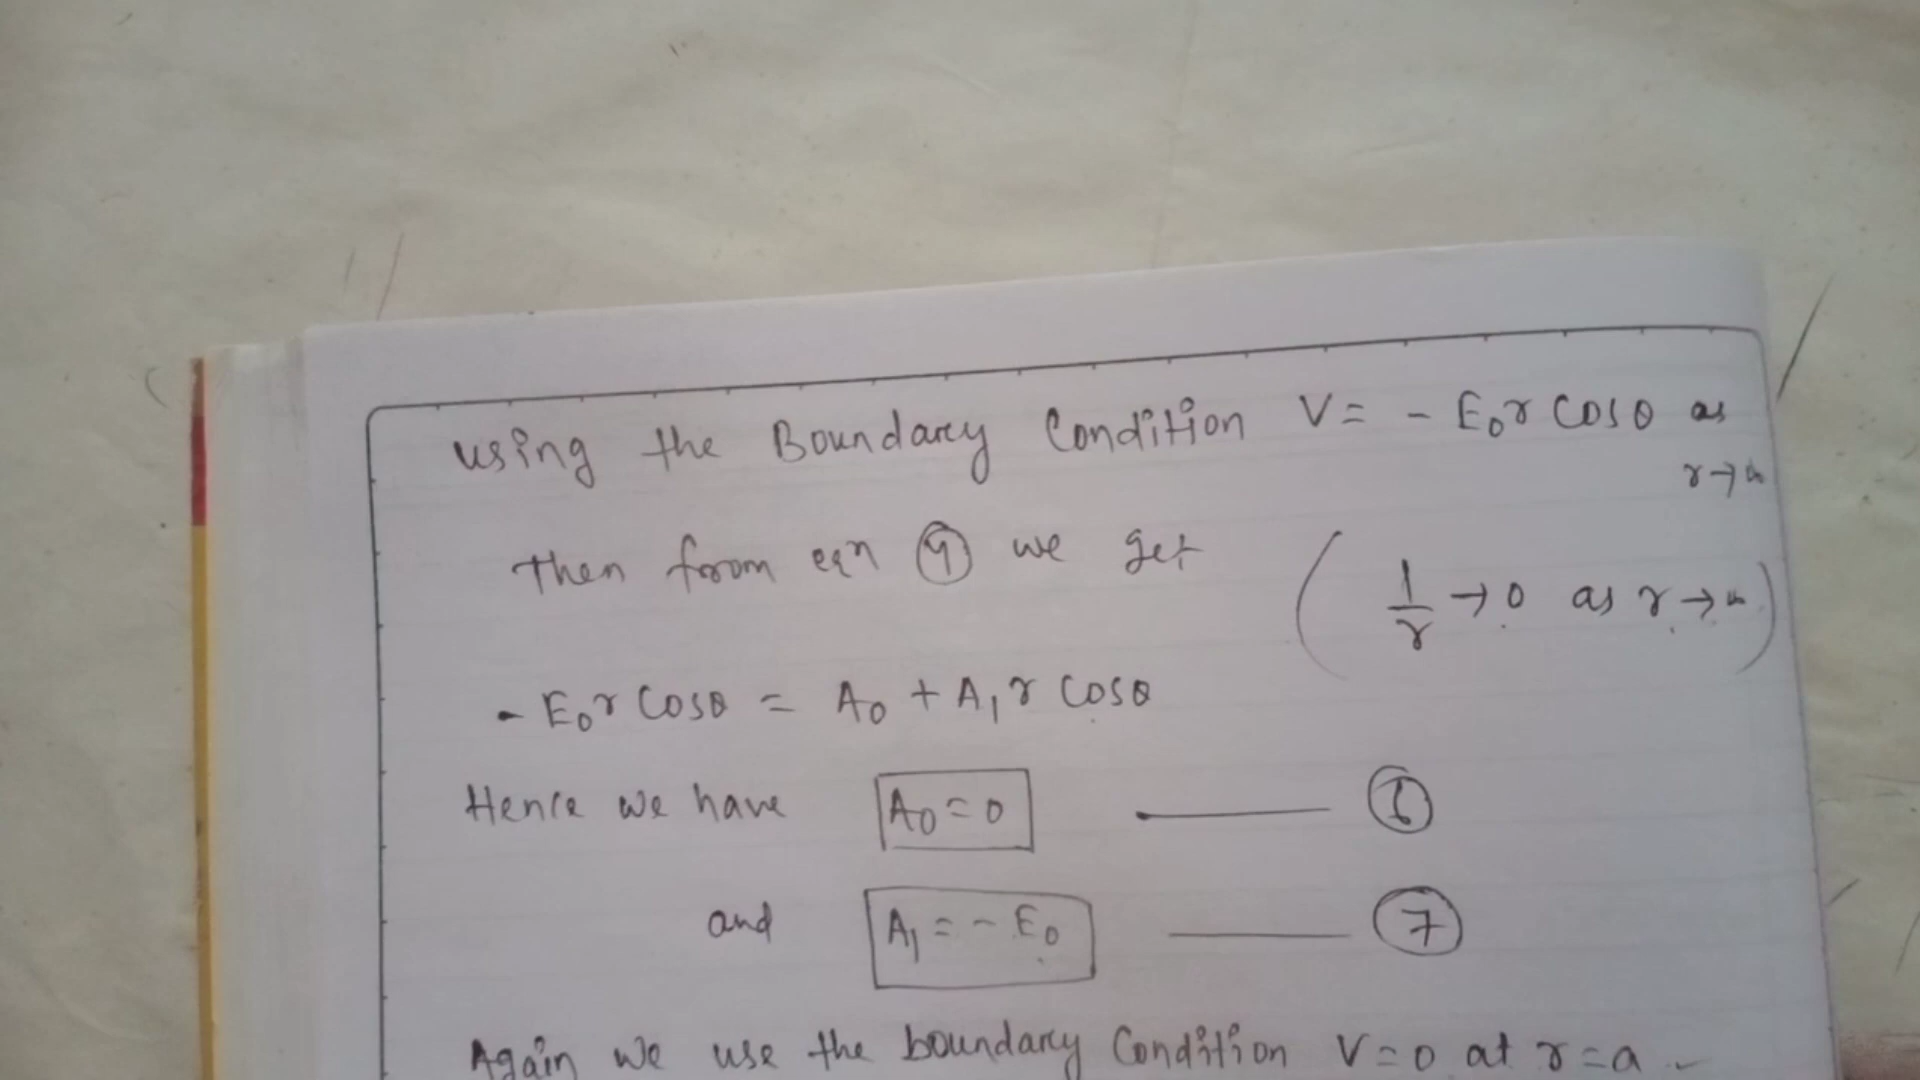 using the Boundary Condition V = - E₀r Cosθ as
r→∞
Then from eqn ④ we get ( 1/r → 0 as r→∞ )
- E₀r Cosθ = A₀ + A₁ r Cosθ
Hence we have A₀ = 0 ——— ⑥
and A₁ = - E₀ ——— ⑦
Again we use the boundary Condition V=0 at r=a